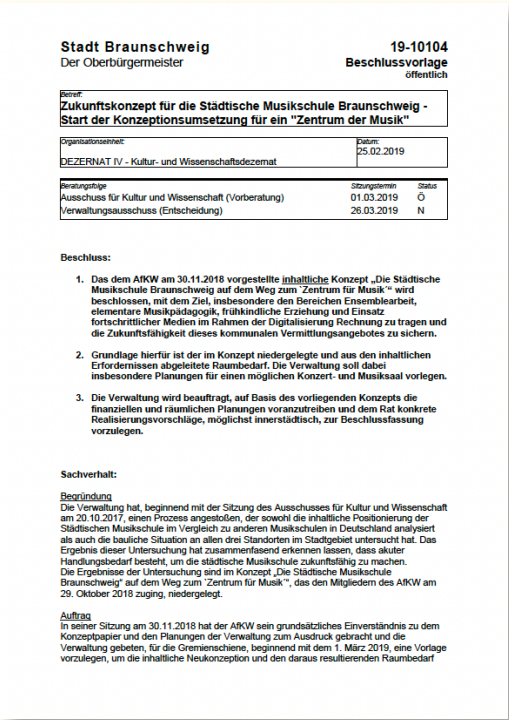 Stadt Braunschweig
19-10104
Der Oberbürgermeister
Beschlussvorlage
öffentlich
Betreff:
Zukunftskonzept für die Städtische Musikschule Braunschweig -
Start der Konzeptionsumsetzung für ein "Zentrum der Musik"
Organisationseinheit:
Datum:
25.02.2019
DEZERNAT IV - Kultur- und Wissenschaftsdezernat
Beratungsfolge Sitzungstermin Status
Ausschuss für Kultur und Wissenschaft (Vorberatung) 01.03.2019 Ö
Verwaltungsausschuss (Entscheidung) 26.03.2019 N
Beschluss:
1. Das dem AfKW am 30.11.2018 vorgestellte inhaltliche Konzept „Die Städtische
Musikschule Braunschweig auf dem Weg zum `Zentrum für Musik´“ wird
beschlossen, mit dem Ziel, insbesondere den Bereichen Ensemblearbeit,
elementare Musikpädagogik, frühkindliche Erziehung und Einsatz
fortschrittlicher Medien im Rahmen der Digitalisierung Rechnung zu tragen und
die Zukunftsfähigkeit dieses kommunalen Vermittlungsangebotes zu sichern.
2. Grundlage hierfür ist der im Konzept niedergelegte und aus den inhaltlichen
Erfordernissen abgeleitete Raumbedarf. Die Verwaltung soll dabei
insbesondere Planungen für einen möglichen Konzert- und Musiksaal vorlegen.
3. Die Verwaltung wird beauftragt, auf Basis des vorliegenden Konzepts die
finanziellen und räumlichen Planungen voranzutreiben und dem Rat konkrete
Realisierungsvorschläge, möglichst innerstädtisch, zur Beschlussfassung
vorzulegen.
Sachverhalt:
Begründung
Die Verwaltung hat, beginnend mit der Sitzung des Ausschusses für Kultur und Wissenschaft
am 20.10.2017, einen Prozess angestoßen, der sowohl die inhaltliche Positionierung der
Städtischen Musikschule im Vergleich zu anderen Musikschulen in Deutschland analysiert
als auch die bauliche Situation an allen drei Standorten im Stadtgebiet untersucht hat. Das
Ergebnis dieser Untersuchung hat zusammenfassend erkennen lassen, dass akuter
Handlungsbedarf besteht, um die städtische Musikschule zukunftsfähig zu machen.
Die Ergebnisse der Untersuchung sind im Konzept „Die Städtische Musikschule
Braunschweig“ auf dem Weg zum `Zentrum für Musik´“, das den Mitgliedern des AfKW am
29. Oktober 2018 zuging, niedergelegt.
Auftrag
In seiner Sitzung am 30.11.2018 hat der AfKW sein grundsätzliches Einverständnis zu dem
Konzeptpapier und den Planungen der Verwaltung zum Ausdruck gebracht und die
Verwaltung gebeten, für die Gremienschiene, beginnend mit dem 1. März 2019, eine Vorlage
vorzulegen, um die inhaltliche Neukonzeption und den daraus resultierenden Raumbedarf